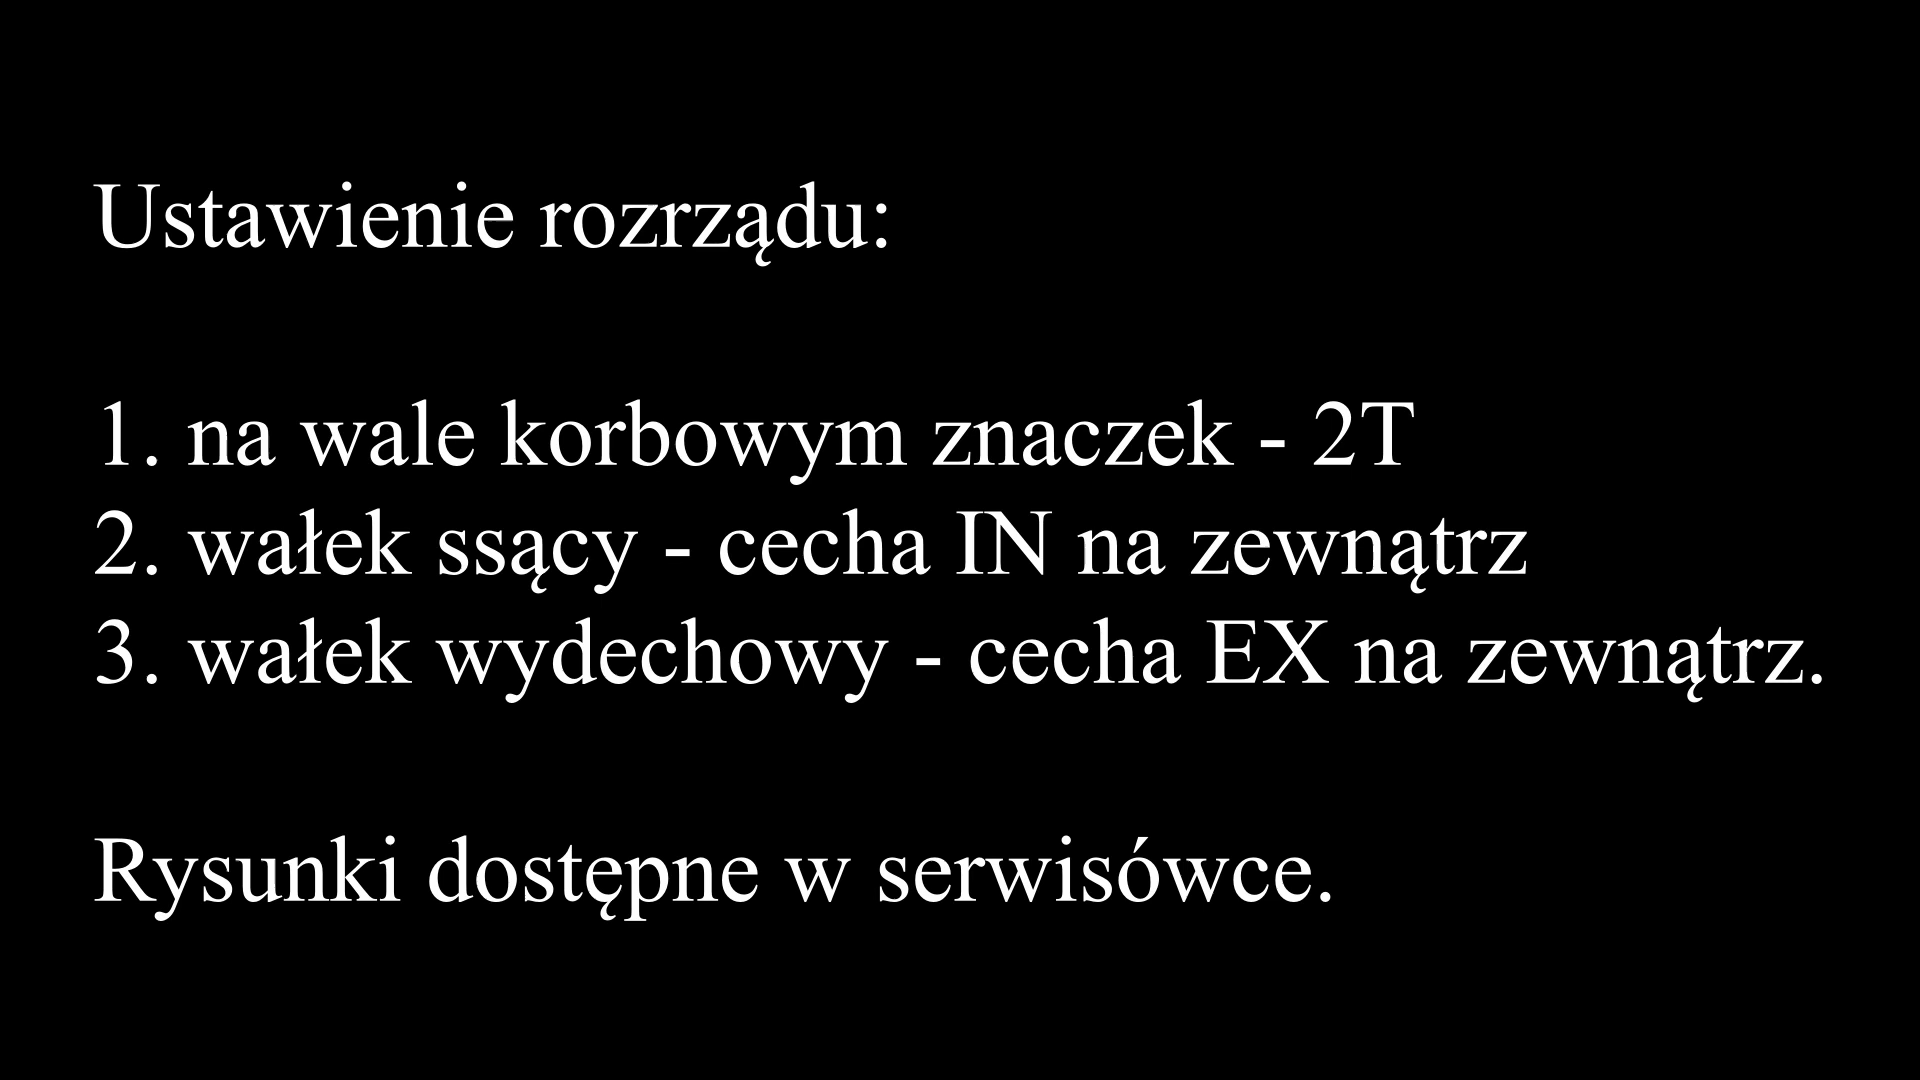 Ustawienie rozrządu:
1. na wale korbowym znaczek - 2T
2. wałek ssący - cecha IN na zewnątrz
3. wałek wydechowy - cecha EX na zewnątrz.
Rysunki dostępne w serwisówce.